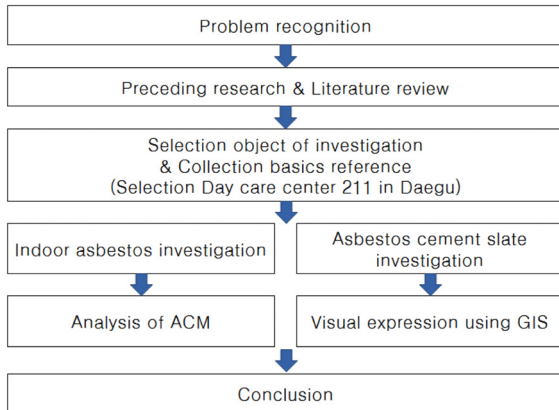 Problem recognition
Preceding research & Literature review
Selection object of investigation
& Collection basics reference
(Selection Day care center 211 in Daegu)
Indoor asbestos investigation
Asbestos cement slate
investigation
Analysis of ACM
Visual expression using GIS
Conclusion